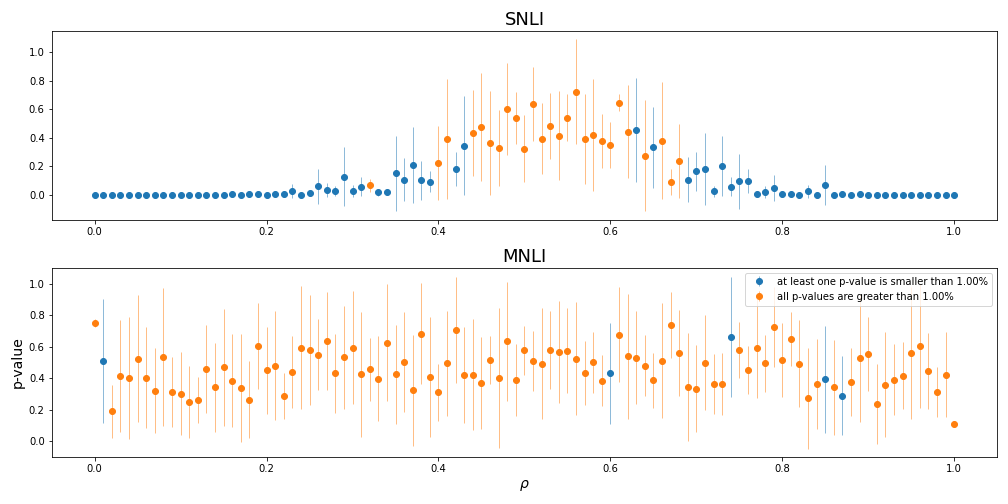 SNLI
1.0
0.8
0.6
0.4
0.2
0.0
0.0 0.2 0.4 0.6 0.8 1.0
MNLI
at least one p-value is smaller than 1.00%
all p-values are greater than 1.00%
p-value
1.0
0.8
0.6
0.4
0.2
0.0
0.0 0.2 0.4 0.6 0.8 1.0
ρ